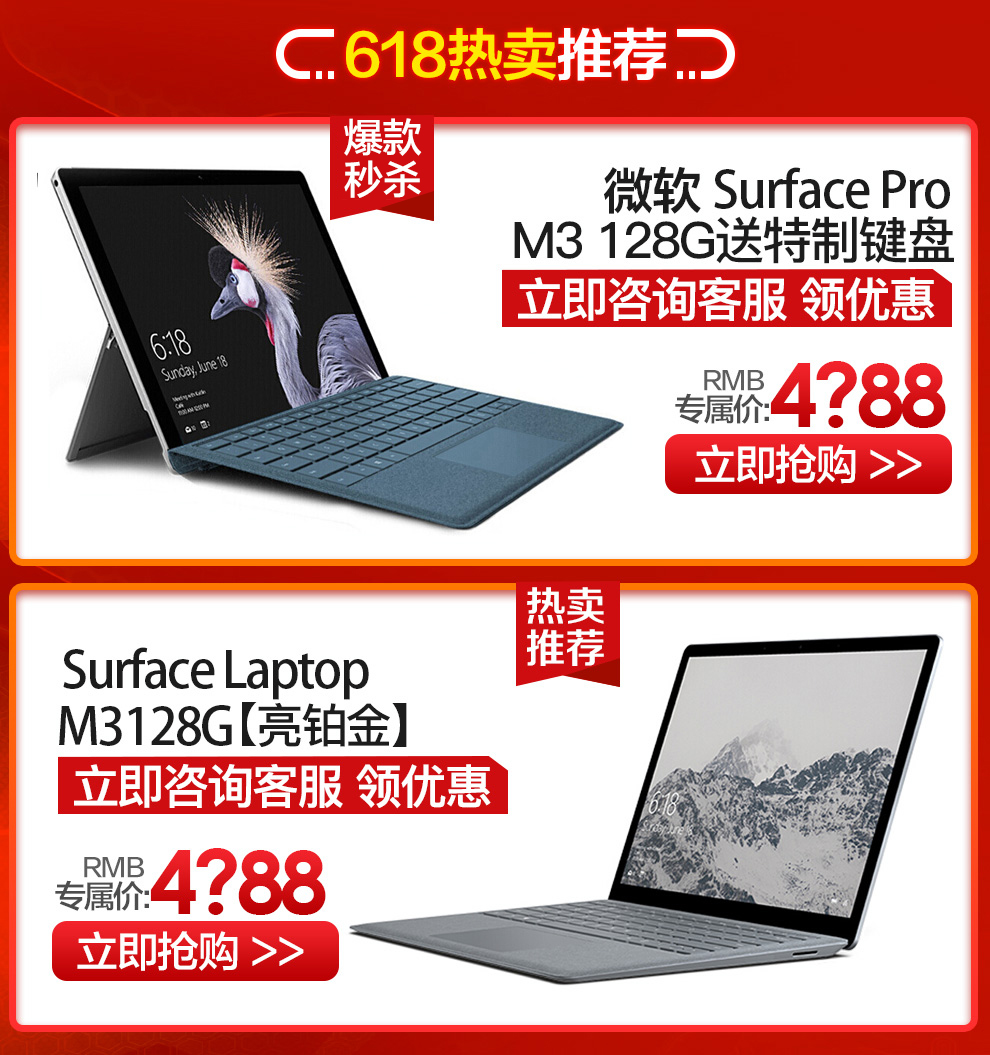 618热卖推荐
爆款
秒杀
微软 Surface Pro
M3 128G送特制键盘
立即咨询客服 领优惠
6:18
Sunday, June 18
RMB
专属价:4?88
立即抢购 >>
热卖
推荐
Surface Laptop
M3128G【亮铂金】
立即咨询客服 领优惠
6:18
Sunday, June
RMB
专属价:4?88
立即抢购 >>